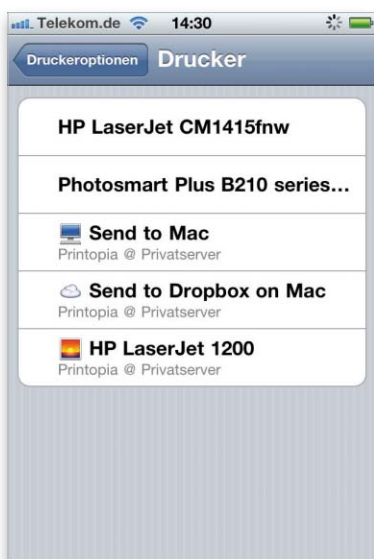 Telekom.de 14:30
Druckeroptionen Drucker
HP LaserJet CM1415fnw
Photosmart Plus B210 series...
Send to Mac
Printopia @ Privatserver
Send to Dropbox on Mac
Printopia @ Privatserver
HP LaserJet 1200
Printopia @ Privatserver